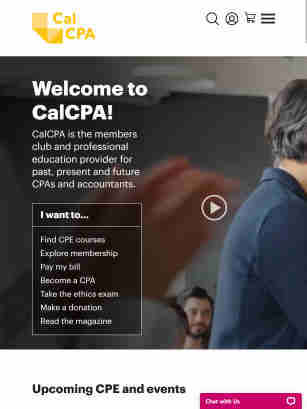 Cal
CPA
Welcome to
CalCPA!
CalCPA is the members
club and professional
education provider for
past, present and future
CPAs and accountants.
I want to...
Find CPE courses
Explore membership
Pay my bill
Become a CPA
Take the ethics exam
Make a donation
Read the magazine
Upcoming CPE and events
Chat with Us